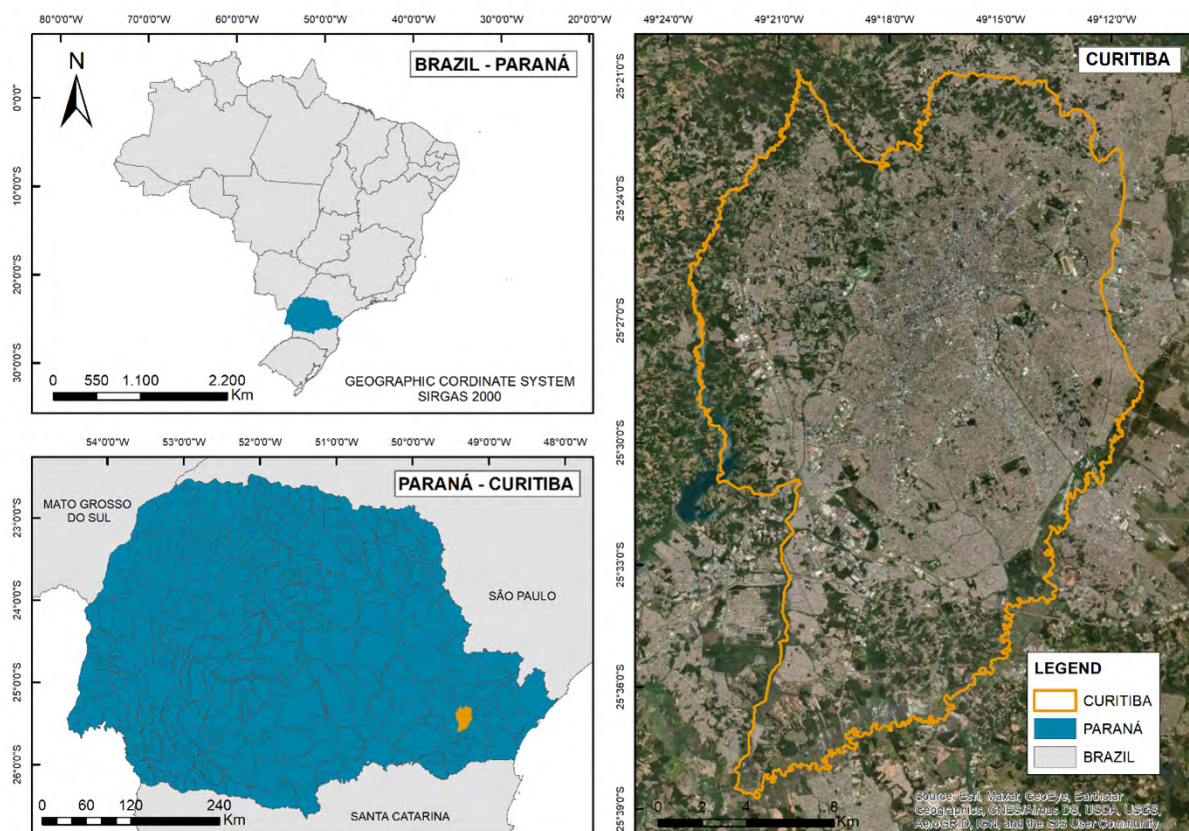 80°0'0"W 70°0'0"W 60°0'0"W 50°0'0"W 40°0'0"W 30°0'0"W 20°0'0"W
N
BRAZIL - PARANÁ
0°0'0"
10°0'0"S
20°0'0"S
30°0'0"S
0 550 1.100 2.200
Km
GEOGRAPHIC CORDINATE SYSTEM
SIRGAS 2000
54°0'0"W 53°0'0"W 52°0'0"W 51°0'0"W 50°0'0"W 49°0'0"W 48°0'0"W
PARANÁ - CURITIBA
MATO GROSSO
DO SUL
SÃO PAULO
SANTA CATARINA
23°0'0"S
24°0'0"S
25°0'0"S
26°0'0"S
0 60 120 240
Km
49°24'0"W 49°21'0"W 49°18'0"W 49°15'0"W 49°12'0"W
CURITIBA
25°21'0"S
25°24'0"S
25°27'0"S
25°30'0"S
25°33'0"S
25°36'0"S
25°39'0"S
LEGEND
CURITIBA
PARANÁ
BRAZIL
0 2 4 8
Km
Source: Esri, Maxar, GeoEye, Earthstar
Geographics, CNES/Airbus DS, USDA, USGS,
AeroGRID, IGN, and the GIS User Community